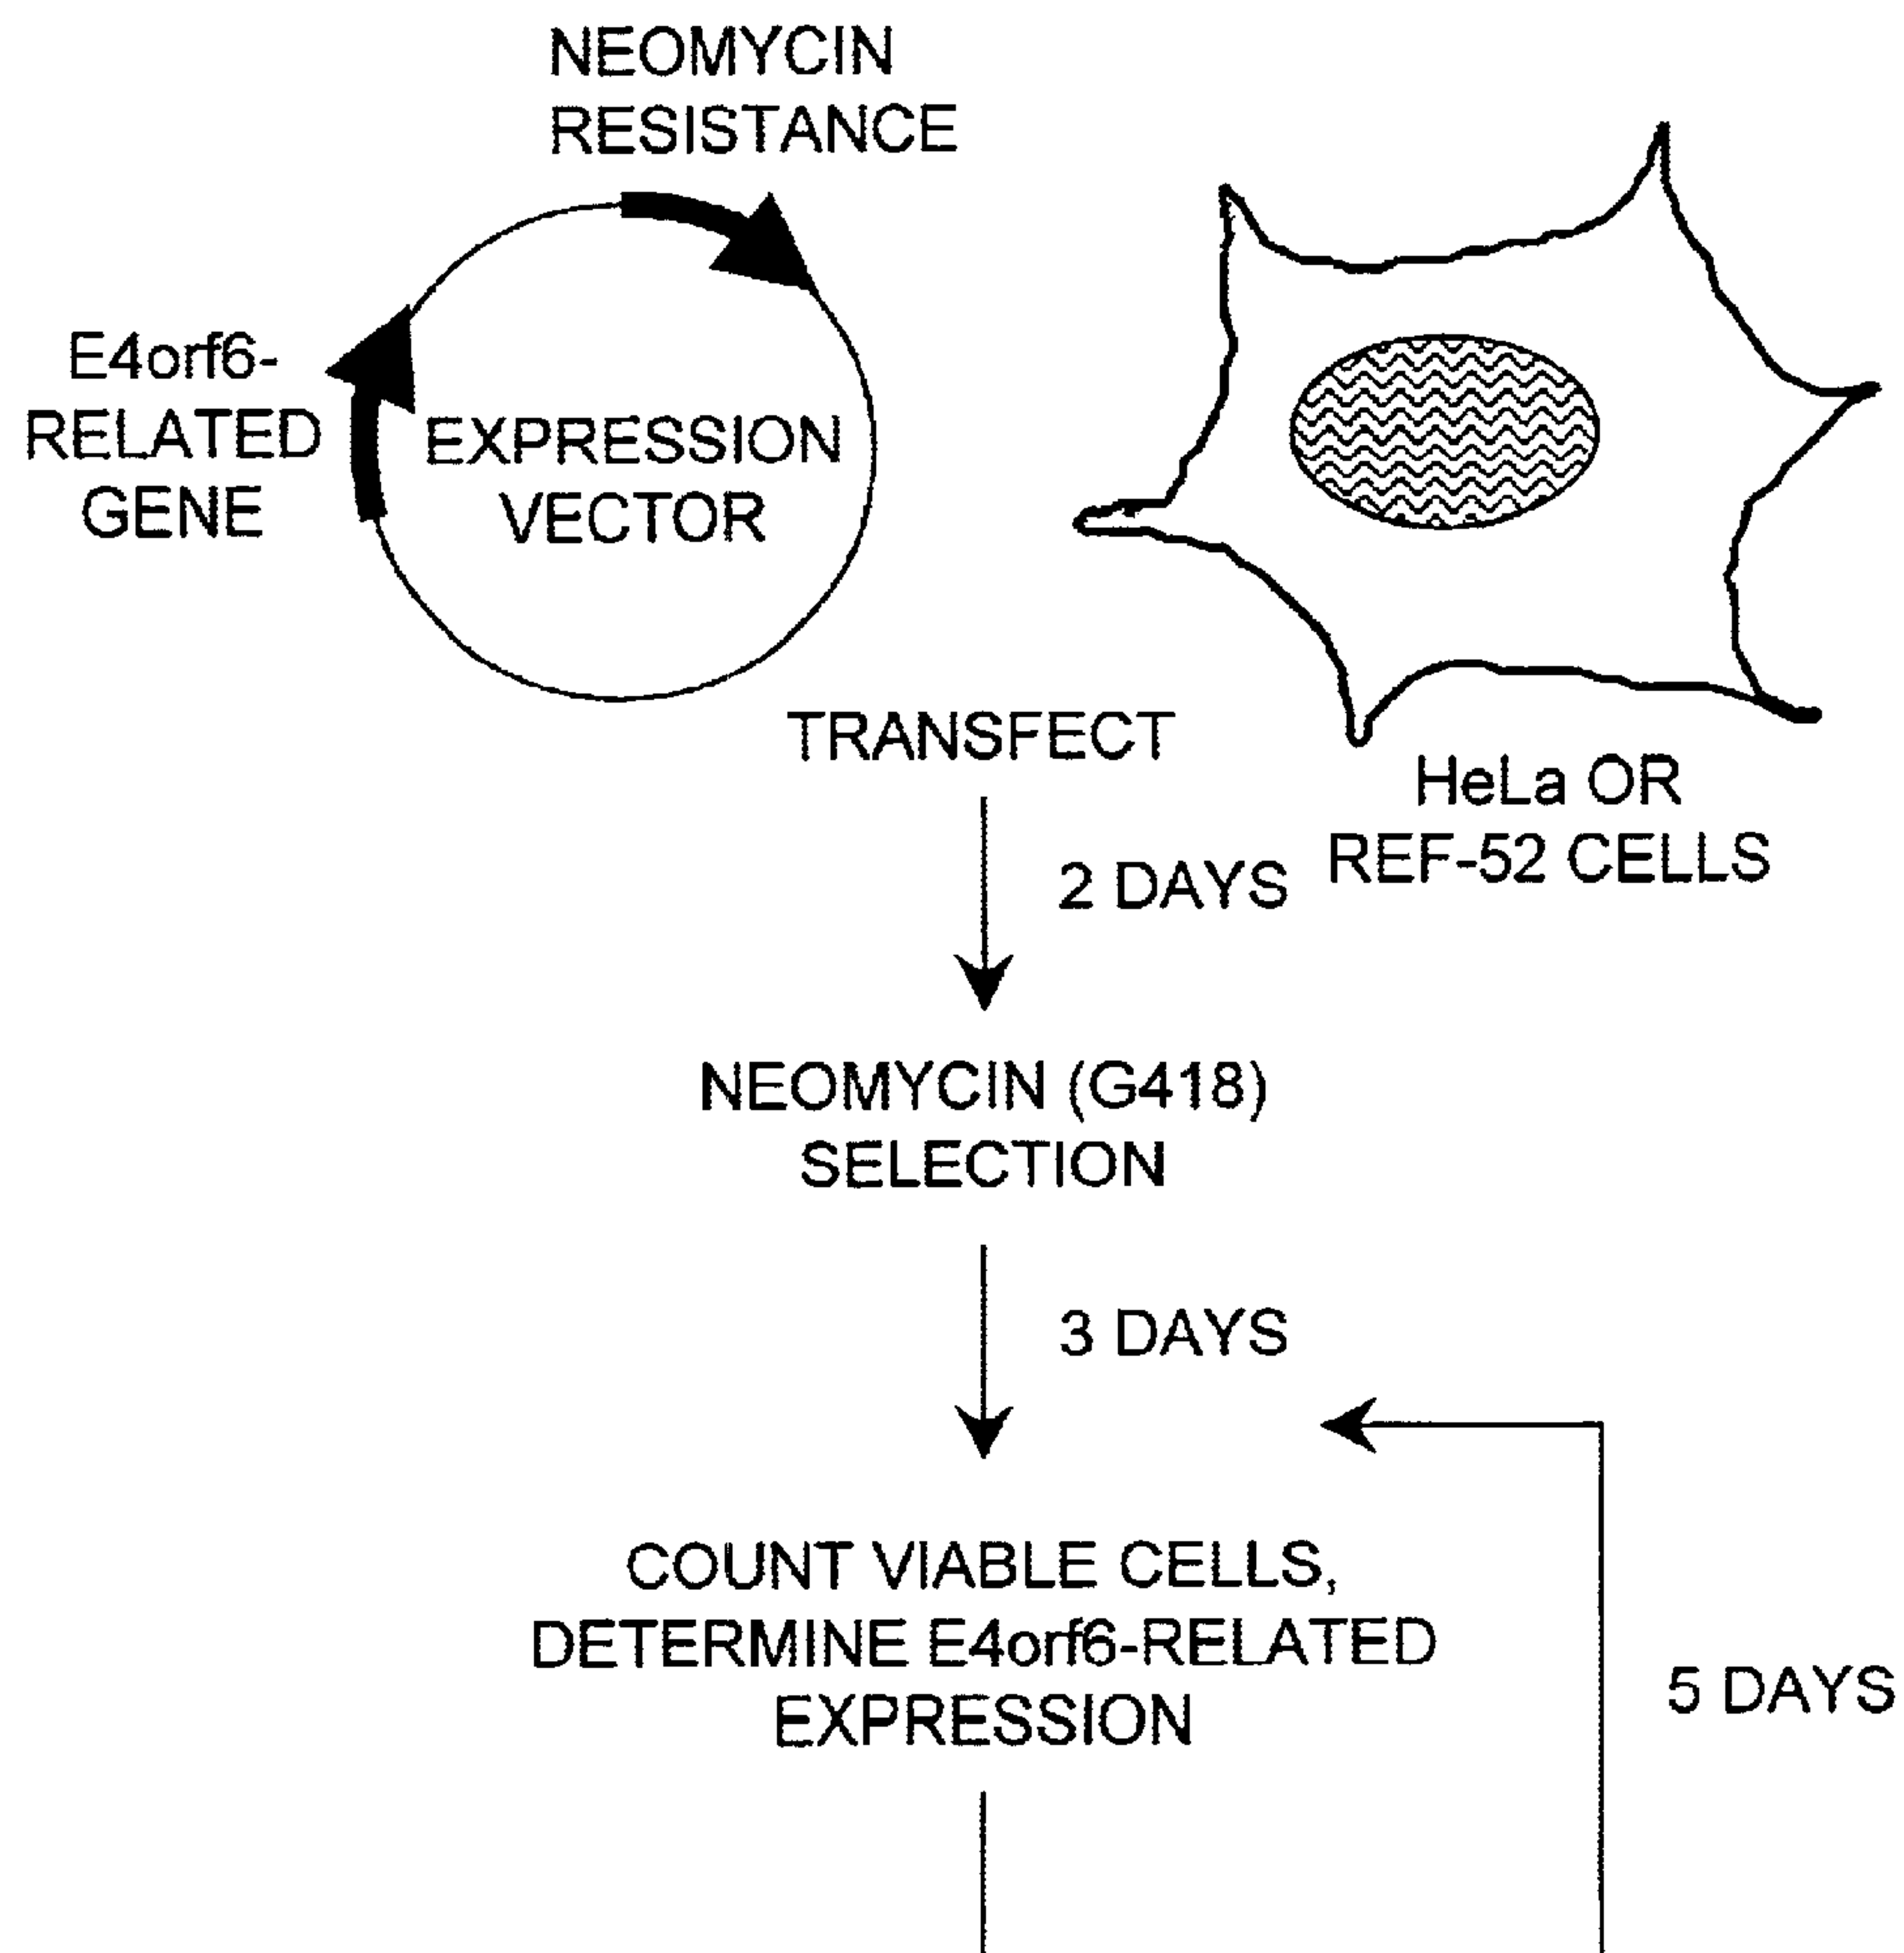 NEOMYCIN
RESISTANCE
E4orf6-
RELATED
GENE
EXPRESSION
VECTOR
TRANSFECT
HeLa OR
REF-52 CELLS
2 DAYS
NEOMYCIN (G418)
SELECTION
3 DAYS
COUNT VIABLE CELLS,
DETERMINE E4orf6-RELATED
EXPRESSION
5 DAYS